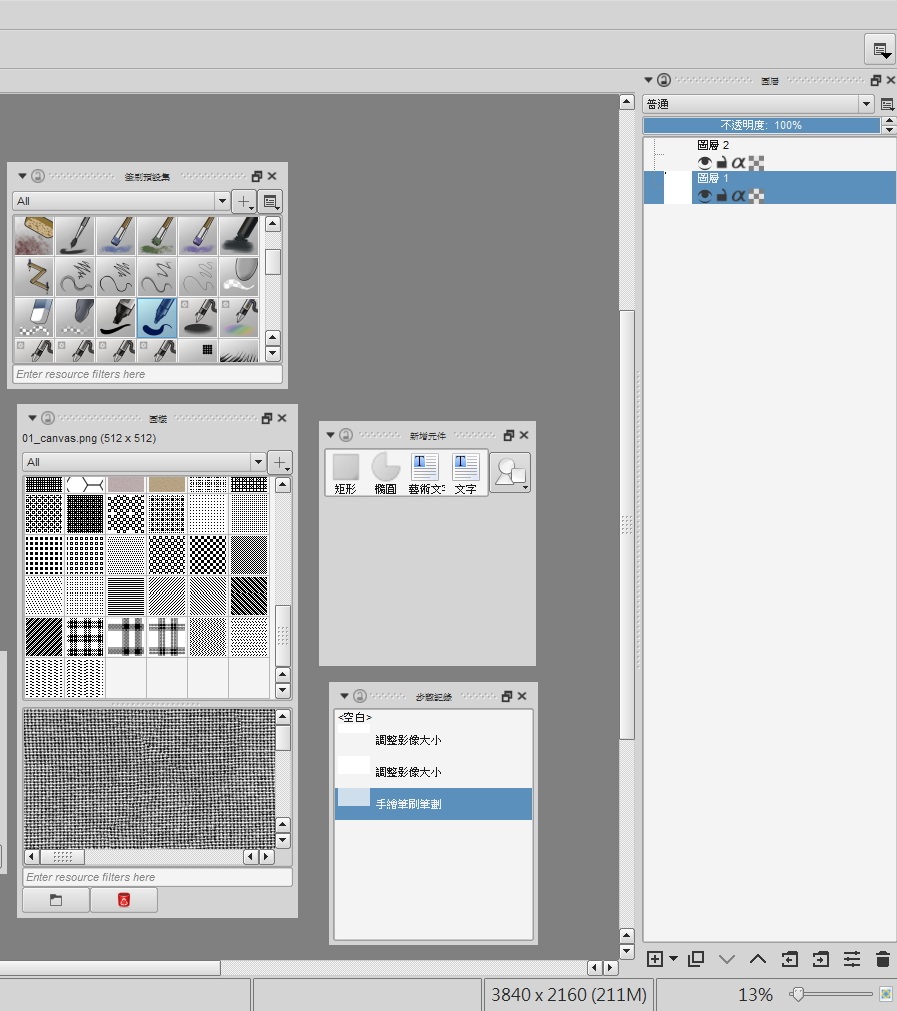 圖層
普通
不透明度: 100%
圖層 2
圖層 1
筆刷預設集
All
Enter resource filters here
圖樣
01_canvas.png (512 x 512)
All
Enter resource filters here
新增元件
矩形
橢圓
藝術文字
文字
步驟記錄
<空白>
調整影像大小
調整影像大小
手繪筆刷筆劃
3840 x 2160 (211M)
13%